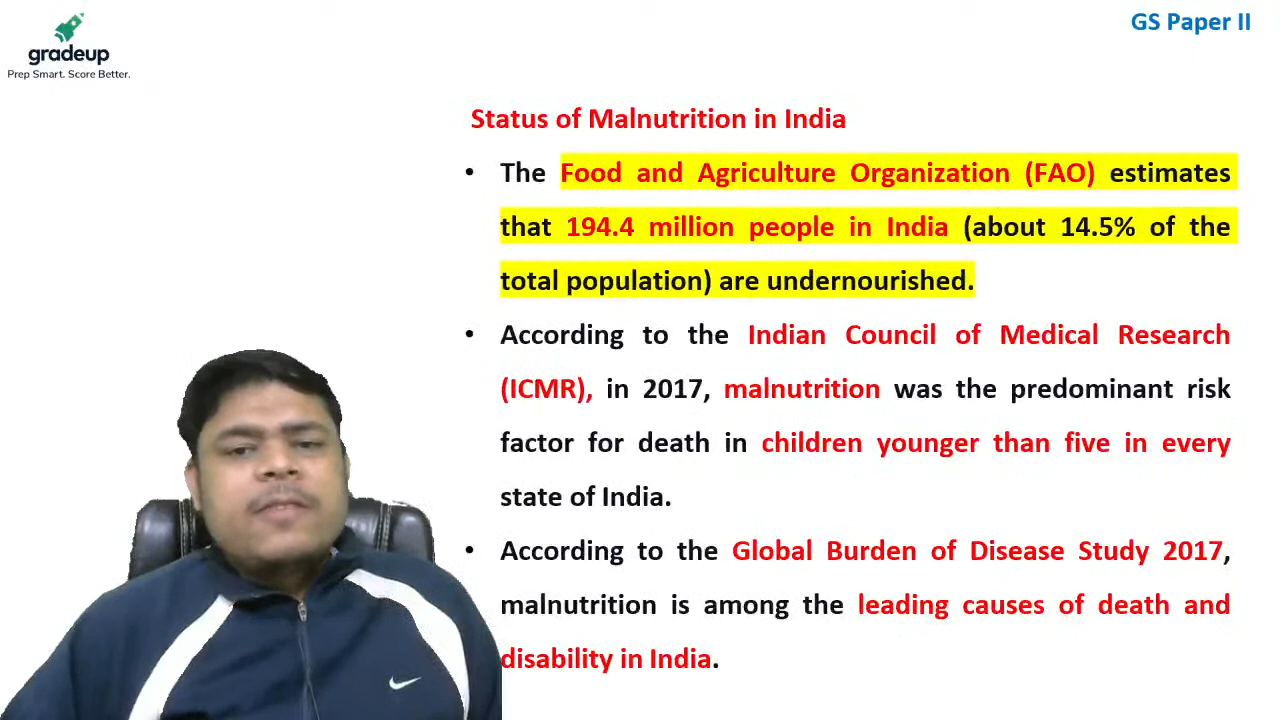 gradeup
Prep Smart. Score Better.
GS Paper II
Status of Malnutrition in India
• The Food and Agriculture Organization (FAO) estimates
that 194.4 million people in India (about 14.5% of the
total population) are undernourished.
• According to the Indian Council of Medical Research
(ICMR), in 2017, malnutrition was the predominant risk
factor for death in children younger than five in every
state of India.
• According to the Global Burden of Disease Study 2017,
malnutrition is among the leading causes of death and
disability in India.